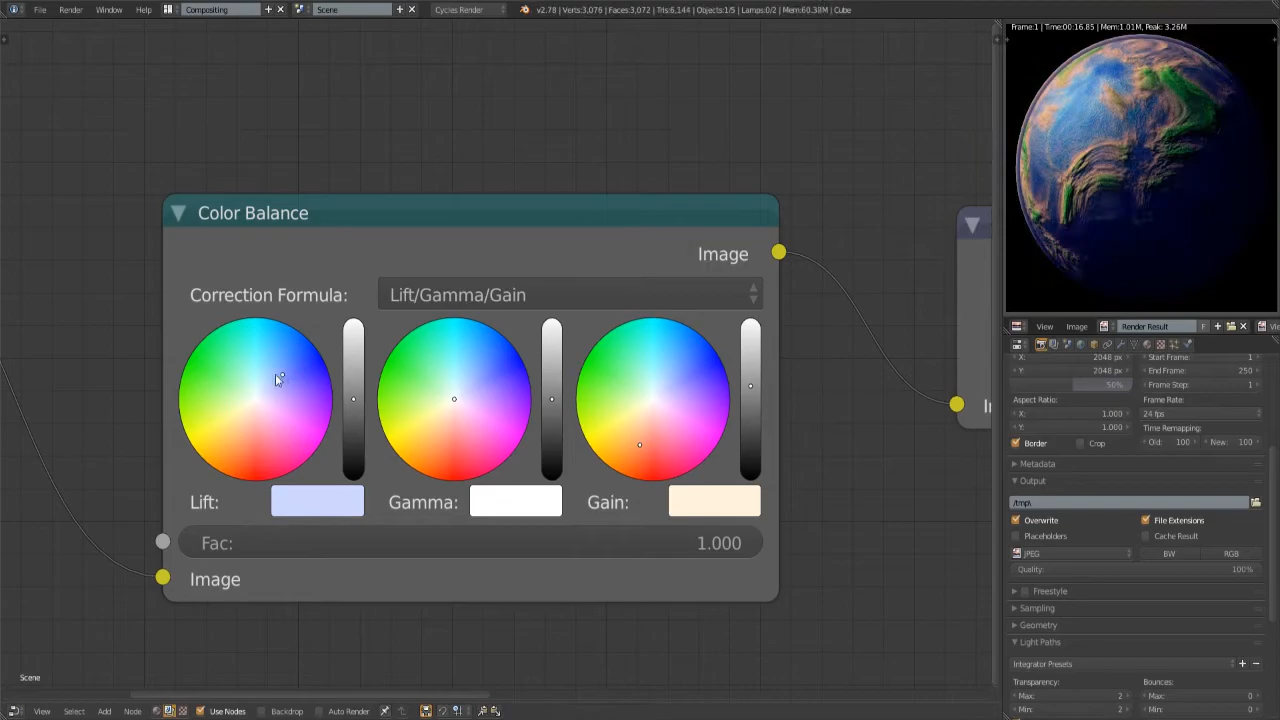 File Render Window Help Compositing Scene Cycles Render v2.78 | Verts:3,076 | Faces:3,072 | Tris:6,144 | Objects:1/5 | Lamps:0/2 | Mem:60.38M | Cube
Frame:1 | Time:00:16.85 | Mem:1.01M, Peak: 3.26M
Color Balance
Image
Correction Formula: Lift/Gamma/Gain
Lift: Gamma: Gain:
Fac: 1.000
Image
Scene
View Select Add Node Use Nodes Backdrop Auto Render
View Image Render Result F
X: 2048 px Start Frame: 1
Y: 2048 px End Frame: 250
50% Frame Step: 1
Aspect Ratio: Frame Rate:
X: 1.000 24 fps
Y: 1.000 Time Remapping:
Border Crop Old: 100 New: 100
Metadata
Output
/tmp\
Overwrite File Extensions
Placeholders Cache Result
JPEG BW RGB
Quality: 100%
Freestyle
Sampling
Geometry
Light Paths
Integrator Presets
Transparency: Bounces:
Max: 2 Max: 0
Min: 2 Min: 0